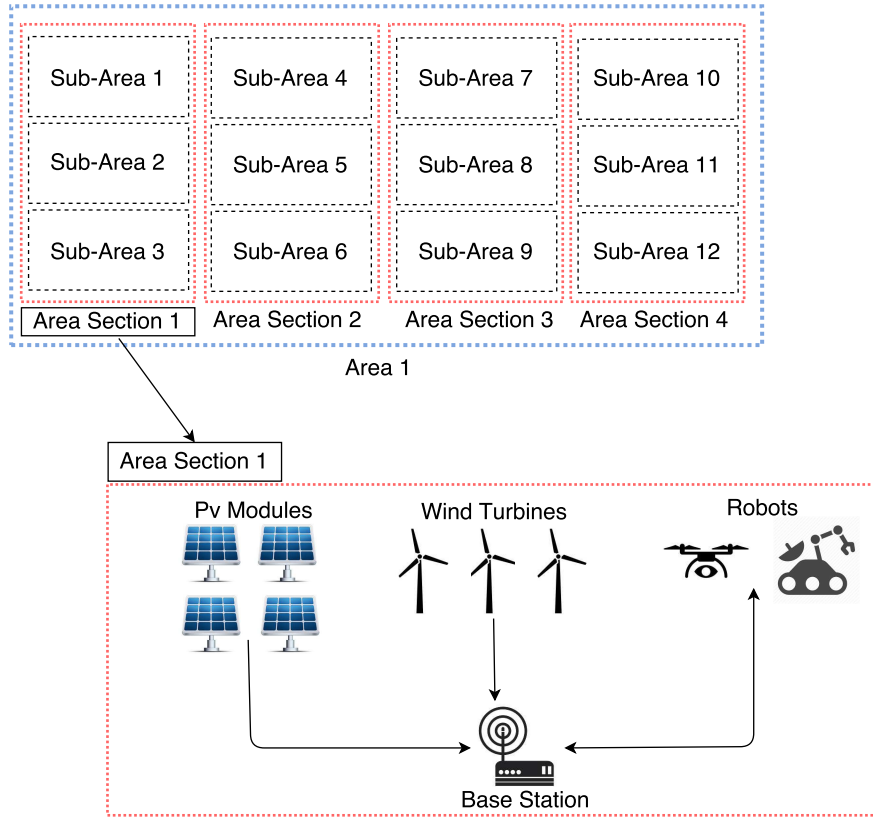 Sub-Area 1
Sub-Area 4
Sub-Area 7
Sub-Area 10
Sub-Area 2
Sub-Area 5
Sub-Area 8
Sub-Area 11
Sub-Area 3
Sub-Area 6
Sub-Area 9
Sub-Area 12
Area Section 1
Area Section 2
Area Section 3
Area Section 4
Area 1
Area Section 1
Pv Modules
Wind Turbines
Robots
Base Station